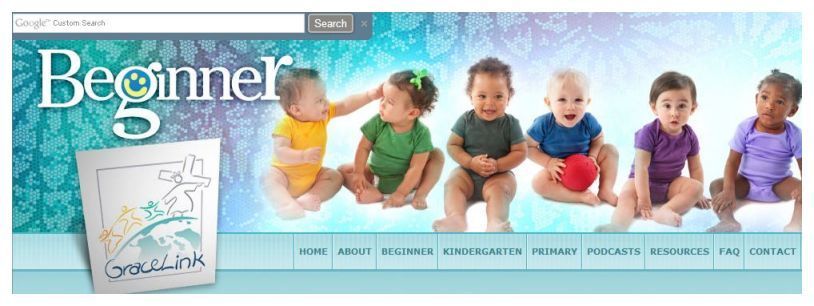 Google™ Custom Search
Search ×
Beginner
GraceLink
HOME ABOUT BEGINNER KINDERGARTEN PRIMARY PODCASTS RESOURCES FAQ CONTACT